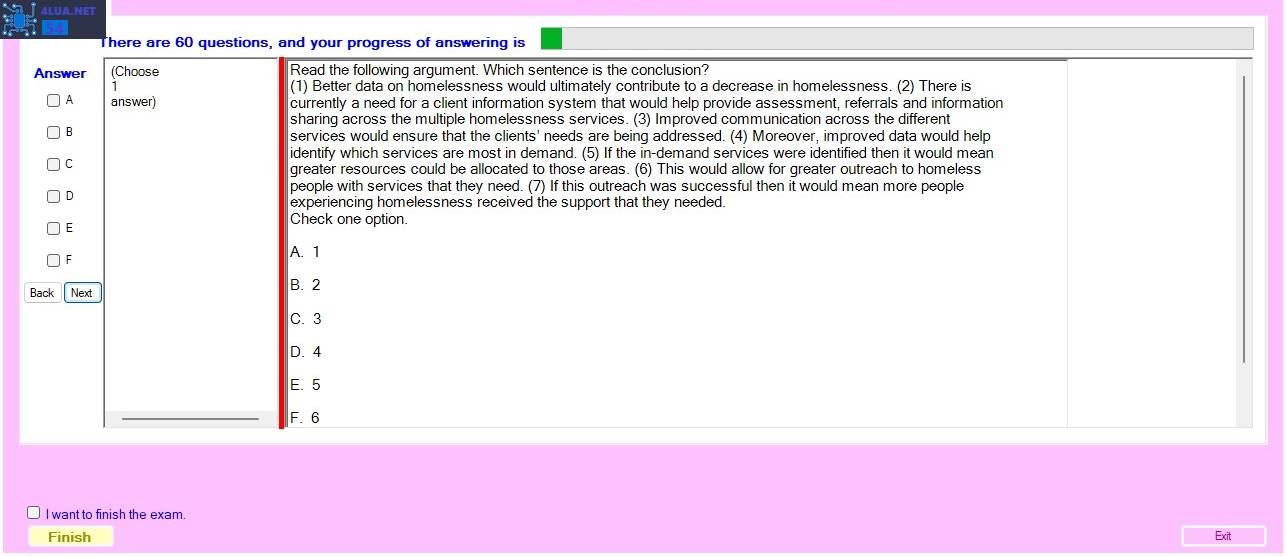 4LUA.NET
54
There are 60 questions, and your progress of answering is
Answer
A
B
C
D
E
F
Back
Next
(Choose
1
answer)
Read the following argument. Which sentence is the conclusion?
(1) Better data on homelessness would ultimately contribute to a decrease in homelessness. (2) There is
currently a need for a client information system that would help provide assessment, referrals and information
sharing across the multiple homelessness services. (3) Improved communication across the different
services would ensure that the clients' needs are being addressed. (4) Moreover, improved data would help
identify which services are most in demand. (5) If the in-demand services were identified then it would mean
greater resources could be allocated to those areas. (6) This would allow for greater outreach to homeless
people with services that they need. (7) If this outreach was successful then it would mean more people
experiencing homelessness received the support that they needed.
Check one option.
A. 1
B. 2
C. 3
D. 4
E. 5
F. 6
I want to finish the exam.
Finish
Exit